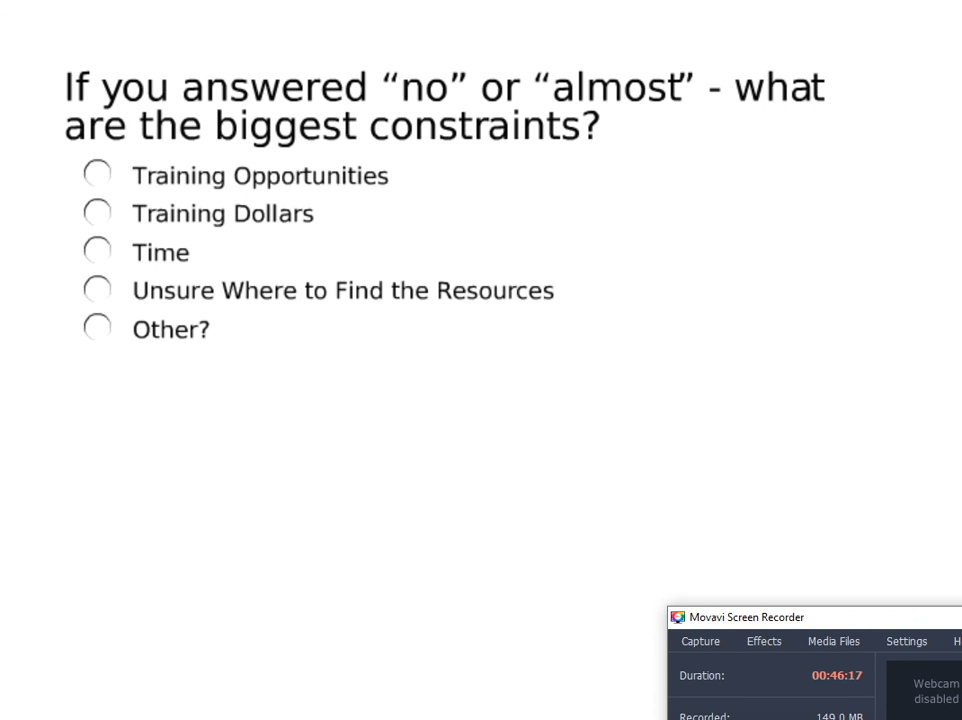 If you answered “no” or “almost” - what
are the biggest constraints?
Training Opportunities
Training Dollars
Time
Unsure Where to Find the Resources
Other?
Movavi Screen Recorder
Capture Effects Media Files Settings
Duration: 00:46:17
Webcam
disabled
Recorded: 149.0 MB